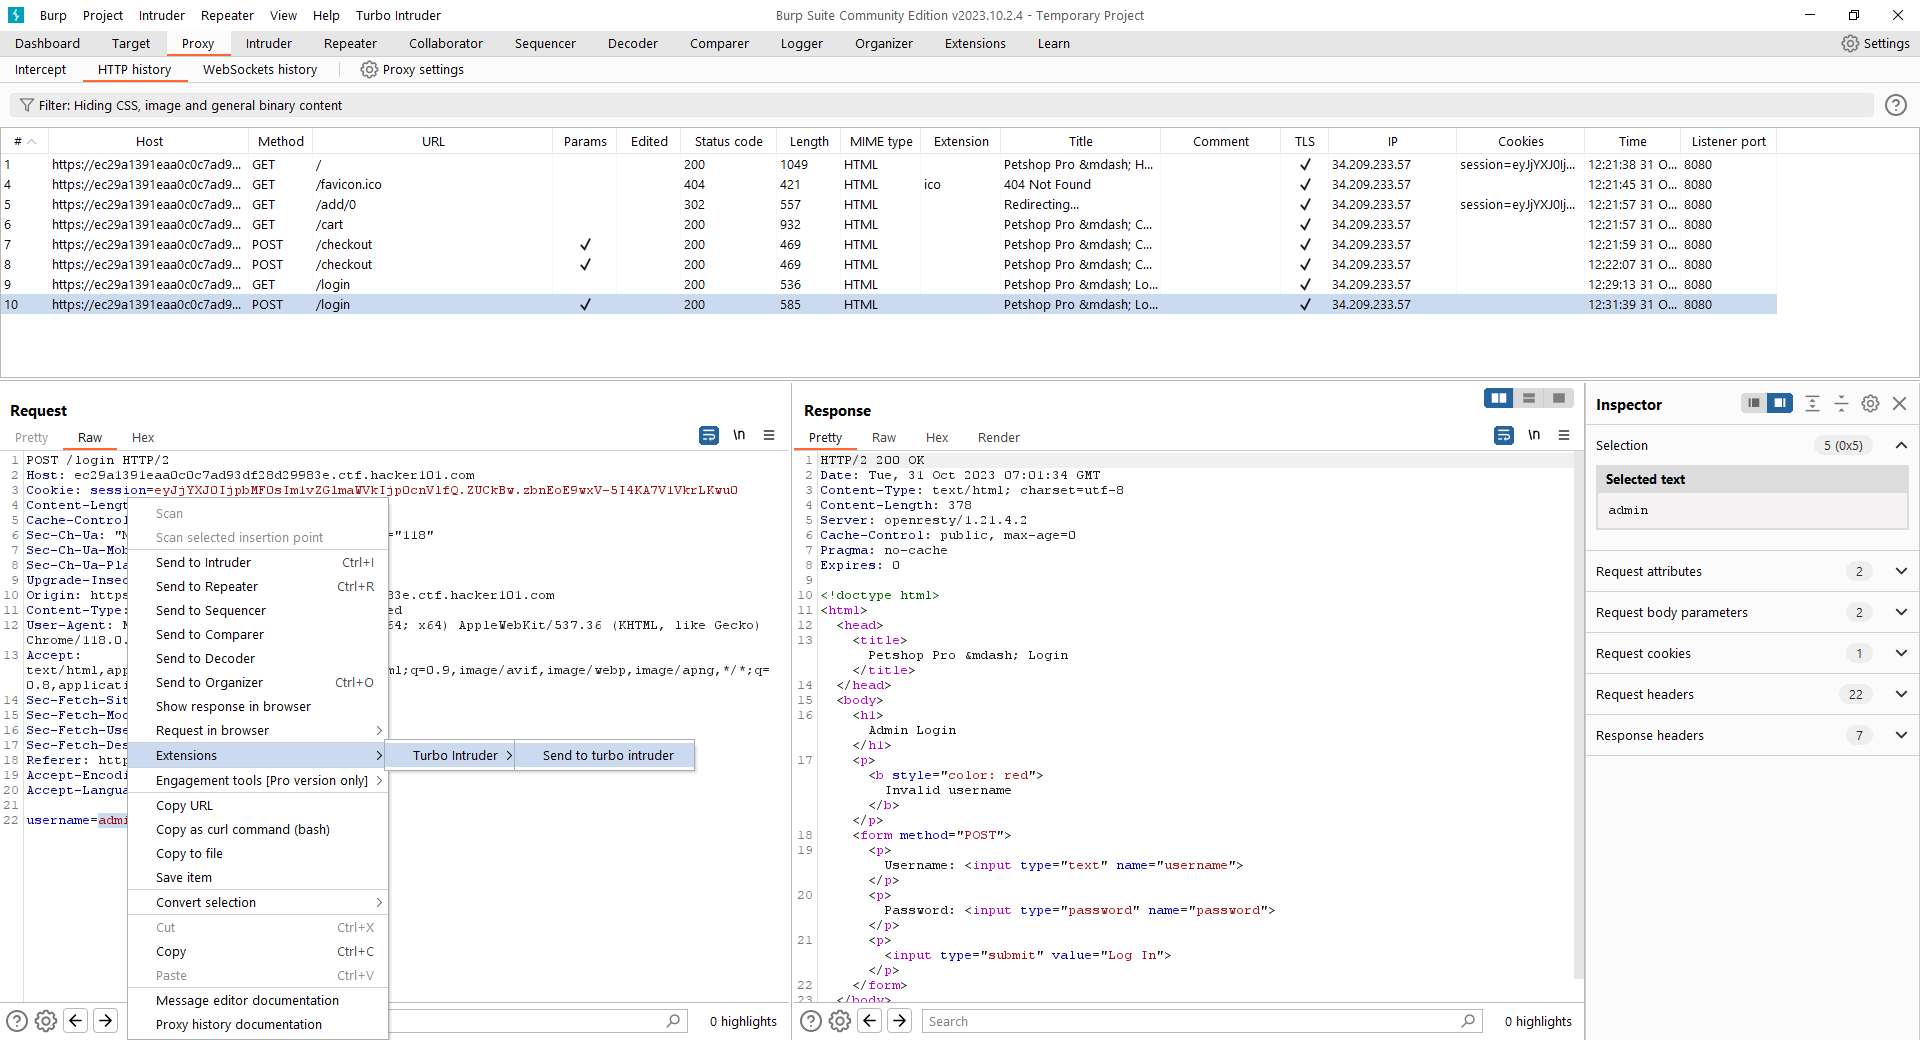 Burp Project Intruder Repeater View Help Turbo Intruder Burp Suite Community Edition v2023.10.2.4 - Temporary Project
Dashboard Target Proxy Intruder Repeater Collaborator Sequencer Decoder Comparer Logger Organizer Extensions Learn Settings
Intercept HTTP history WebSockets history Proxy settings
Filter: Hiding CSS, image and general binary content
# Host Method URL Params Edited Status code Length MIME type Extension Title Comment TLS IP Cookies Time Listener port
1 https://ec29a1391eaa0c0c7ad9... GET / 200 1049 HTML Petshop Pro &mdash; H... ✓ 34.209.233.57 session=eyJjYXJ0Ij... 12:21:38 31 O... 8080
4 https://ec29a1391eaa0c0c7ad9... GET /favicon.ico 404 421 HTML ico 404 Not Found ✓ 34.209.233.57 12:21:45 31 O... 8080
5 https://ec29a1391eaa0c0c7ad9... GET /add/0 302 557 HTML Redirecting... ✓ 34.209.233.57 session=eyJjYXJ0Ij... 12:21:57 31 O... 8080
6 https://ec29a1391eaa0c0c7ad9... GET /cart 200 932 HTML Petshop Pro &mdash; C... ✓ 34.209.233.57 12:21:57 31 O... 8080
7 https://ec29a1391eaa0c0c7ad9... POST /checkout ✓ 200 469 HTML Petshop Pro &mdash; C... ✓ 34.209.233.57 12:21:59 31 O... 8080
8 https://ec29a1391eaa0c0c7ad9... POST /checkout ✓ 200 469 HTML Petshop Pro &mdash; C... ✓ 34.209.233.57 12:22:07 31 O... 8080
9 https://ec29a1391eaa0c0c7ad9... GET /login 200 536 HTML Petshop Pro &mdash; Lo... ✓ 34.209.233.57 12:29:13 31 O... 8080
10 https://ec29a1391eaa0c0c7ad9... POST /login ✓ 200 585 HTML Petshop Pro &mdash; Lo... ✓ 34.209.233.57 12:31:39 31 O... 8080
Request
Pretty Raw Hex \n
1 POST /login HTTP/2
2 Host: ec29a1391eaa0c0c7ad93df28d29983e.ctf.hacker101.com
3 Cookie: session=eyJjYXJ0IjpbMF0sIm1vZGlmaWVkIjp0cnVlfQ.ZUCkBw.zbnEoE9wxV-5I4KA7V1VkrLKwu0
4 Content-Lengt
5 Cache-Control
6 Sec-Ch-Ua: "N ="118"
7 Sec-Ch-Ua-Mob
8 Sec-Ch-Ua-Pla
9 Upgrade-Insec
10 Origin: https 83e.ctf.hacker101.com
11 Content-Type: ed
12 User-Agent: M 64; x64) AppleWebKit/537.36 (KHTML, like Gecko)
Chrome/118.0.
13 Accept:
text/html,app ml;q=0.9,image/avif,image/webp,image/apng,*/*;q=
0.8,applicati
14 Sec-Fetch-Sit
15 Sec-Fetch-Mod
16 Sec-Fetch-Use
17 Sec-Fetch-Des
18 Referer: http
19 Accept-Encodi
20 Accept-Langua
21
22 username=admi
Scan
Scan selected insertion point
Send to Intruder Ctrl+I
Send to Repeater Ctrl+R
Send to Sequencer
Send to Comparer
Send to Decoder
Send to Organizer Ctrl+O
Show response in browser
Request in browser
Extensions
Turbo Intruder
Send to turbo intruder
Engagement tools [Pro version only]
Copy URL
Copy as curl command (bash)
Copy to file
Save item
Convert selection
Cut Ctrl+X
Copy Ctrl+C
Paste Ctrl+V
Message editor documentation
Proxy history documentation
0 highlights
Response
Pretty Raw Hex Render \n
1 HTTP/2 200 OK
2 Date: Tue, 31 Oct 2023 07:01:34 GMT
3 Content-Type: text/html; charset=utf-8
4 Content-Length: 378
5 Server: openresty/1.21.4.2
6 Cache-Control: public, max-age=0
7 Pragma: no-cache
8 Expires: 0
9
10 <!doctype html>
11 <html>
12 <head>
13 <title>
Petshop Pro &mdash; Login
</title>
14 </head>
15 <body>
16 <h1>
Admin Login
</h1>
17 <p>
<b style="color: red">
Invalid username
</b>
</p>
18 <form method="POST">
19 <p>
Username: <input type="text" name="username">
</p>
20 <p>
Password: <input type="password" name="password">
</p>
21 <p>
<input type="submit" value="Log In">
</p>
22 </form>
23 </body>
Search 0 highlights
Inspector
Selection 5 (0x5)
Selected text
admin
Request attributes 2
Request body parameters 2
Request cookies 1
Request headers 22
Response headers 7